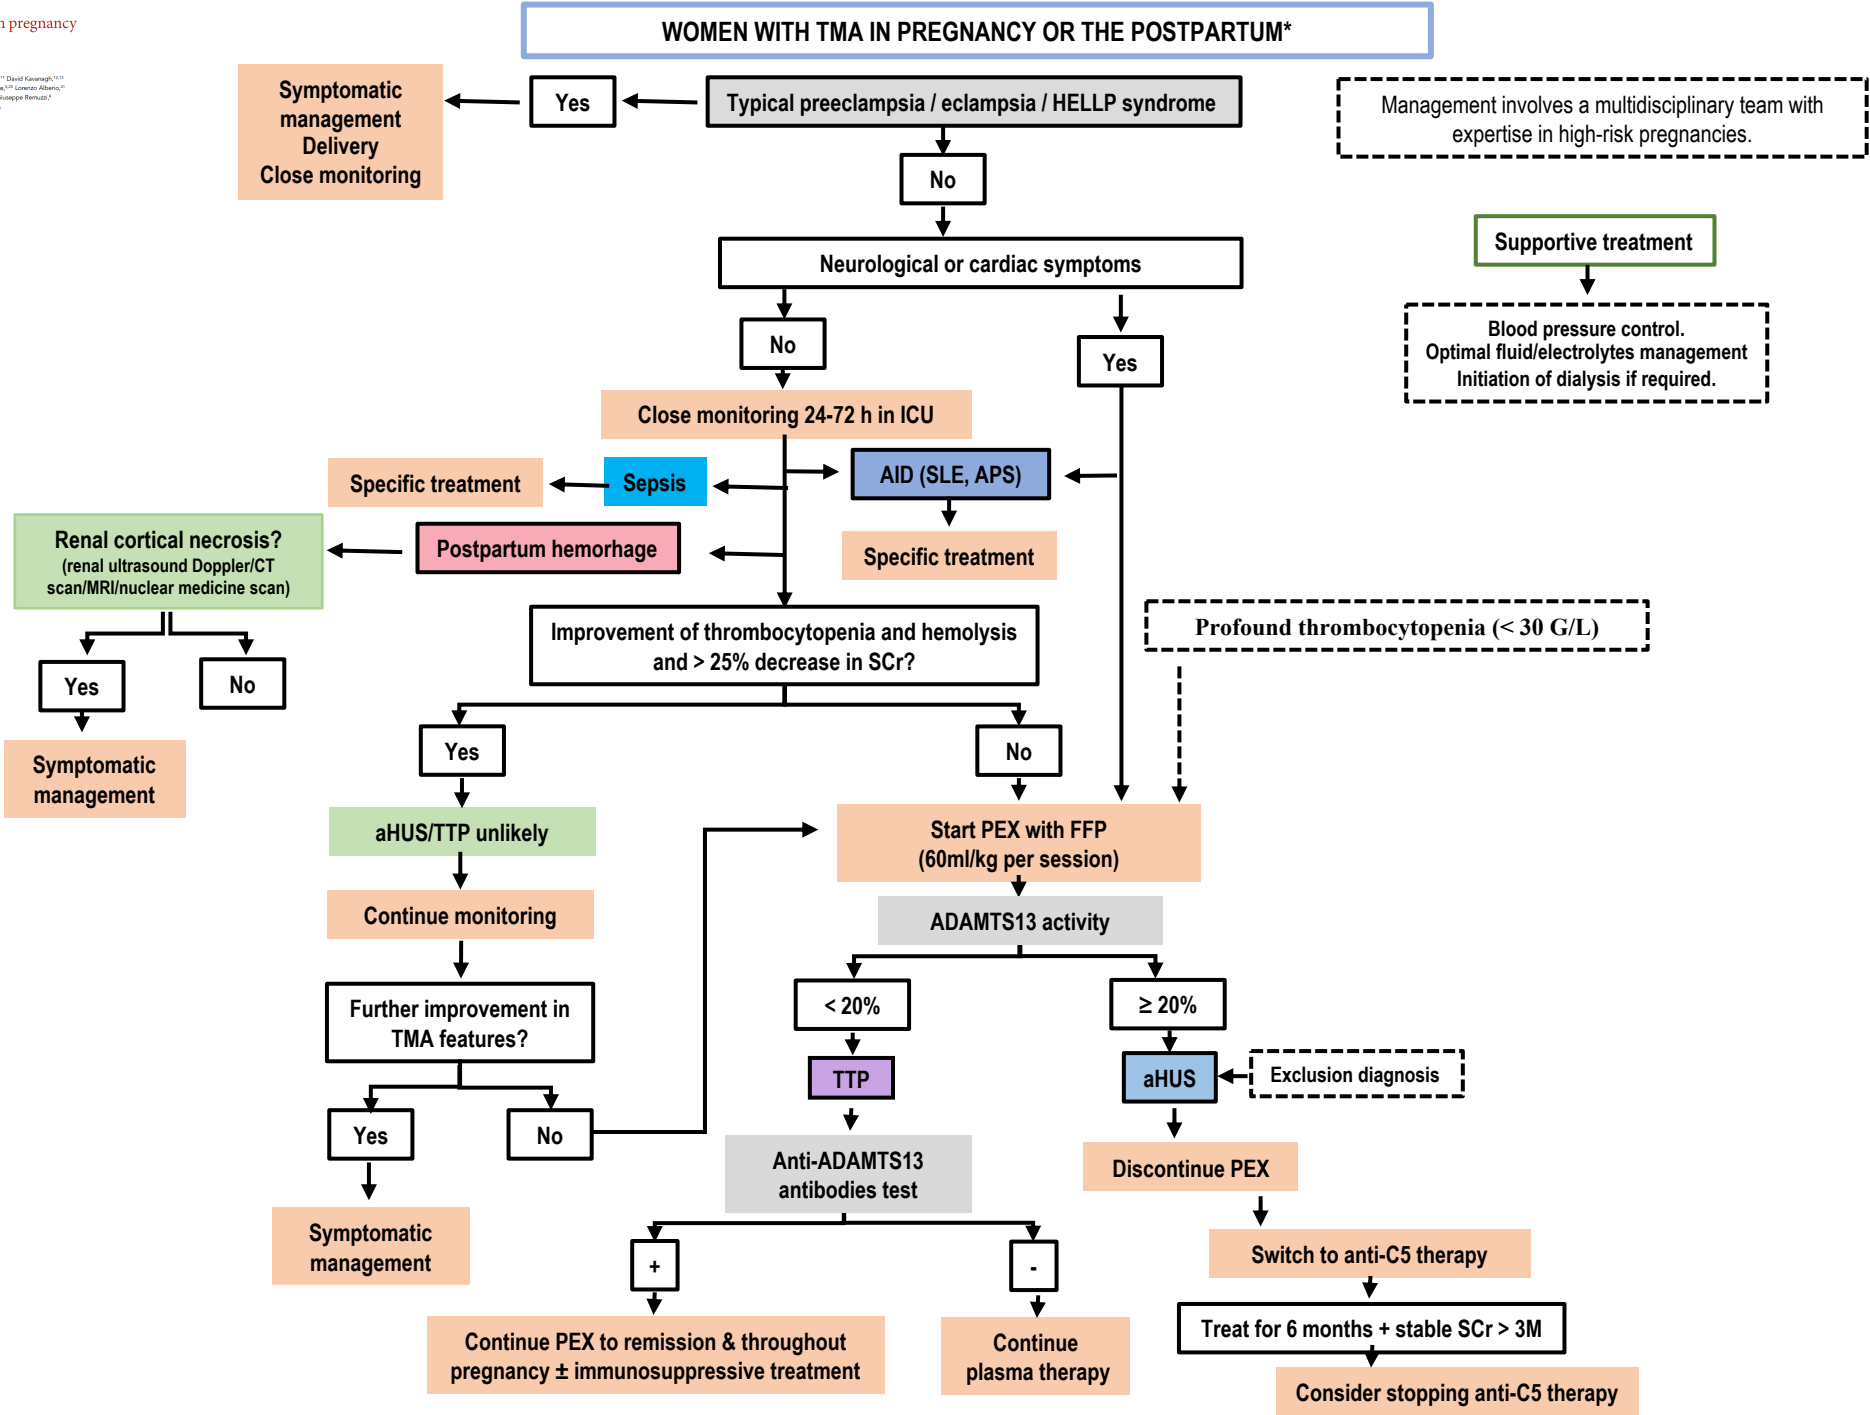 n pregnancy
David Kavanagh,
Lorenzo Alberio,
Giuseppe Remuzzi,
WOMEN WITH TMA IN PREGNANCY OR THE POSTPARTUM*
Symptomatic
management
Delivery
Close monitoring
Yes
Typical preeclampsia / eclampsia / HELLP syndrome
Management involves a multidisciplinary team with
expertise in high-risk pregnancies.
No
Neurological or cardiac symptoms
Supportive treatment
Blood pressure control.
Optimal fluid/electrolytes management
Initiation of dialysis if required.
No
Yes
Close monitoring 24-72 h in ICU
Specific treatment
Sepsis
AID (SLE, APS)
Renal cortical necrosis?
(renal ultrasound Doppler/CT
scan/MRI/nuclear medicine scan)
Postpartum hemorhage
Specific treatment
Improvement of thrombocytopenia and hemolysis
and > 25% decrease in SCr?
Profound thrombocytopenia (< 30 G/L)
Yes
No
Symptomatic
management
Yes
No
aHUS/TTP unlikely
Start PEX with FFP
(60ml/kg per session)
Continue monitoring
ADAMTS13 activity
Further improvement in
TMA features?
< 20%
≥ 20%
TTP
aHUS
Exclusion diagnosis
Yes
No
Anti-ADAMTS13
antibodies test
Discontinue PEX
Symptomatic
management
+
-
Switch to anti-C5 therapy
Continue PEX to remission & throughout
pregnancy ± immunosuppressive treatment
Continue
plasma therapy
Treat for 6 months + stable SCr > 3M
Consider stopping anti-C5 therapy